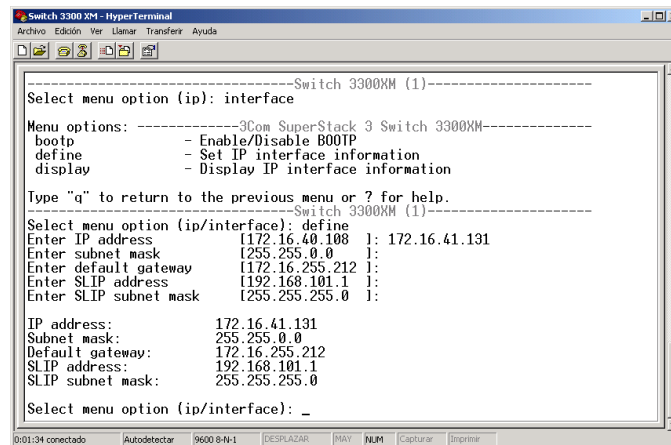 Switch 3300 XM - HyperTerminal
Archivo Edición Ver Llamar Transferir Ayuda
----------------------------------Switch 3300XM (1)---------------------
Select menu option (ip): interface
Menu options: -------------3Com SuperStack 3 Switch 3300XM--------------
bootp - Enable/Disable BOOTP
define - Set IP interface information
display - Display IP interface information
Type "q" to return to the previous menu or ? for help.
----------------------------------Switch 3300XM (1)---------------------
Select menu option (ip/interface): define
Enter IP address [172.16.40.108 ]: 172.16.41.131
Enter subnet mask [255.255.0.0 ]:
Enter default gateway [172.16.255.212 ]:
Enter SLIP address [192.168.101.1 ]:
Enter SLIP subnet mask [255.255.255.0 ]:
IP address: 172.16.41.131
Subnet mask: 255.255.0.0
Default gateway: 172.16.255.212
SLIP address: 192.168.101.1
SLIP subnet mask: 255.255.255.0
Select menu option (ip/interface): _
0:01:34 conectado Autodetectar 9600 8-N-1 DESPLAZAR MAY NUM Capturar Imprimir